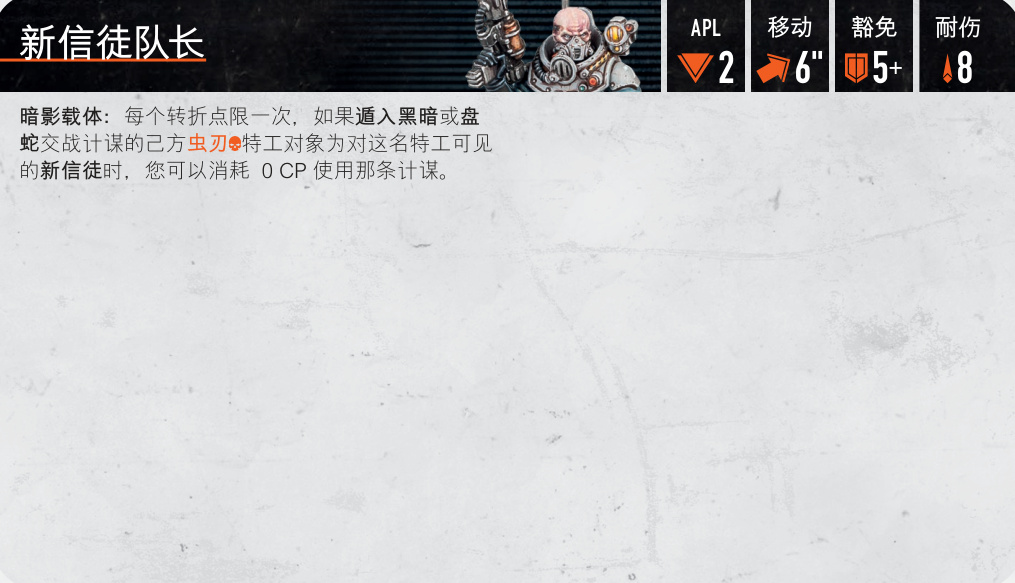 新信徒队长
APL 移动 豁免 耐伤
2 6" 5+ 8
暗影载体：每个转折点限一次，如果遁入黑暗或盘
蛇交战计谋的己方虫刃特工对象为对这名特工可见
的新信徒时，您可以消耗 0 CP 使用那条计谋。